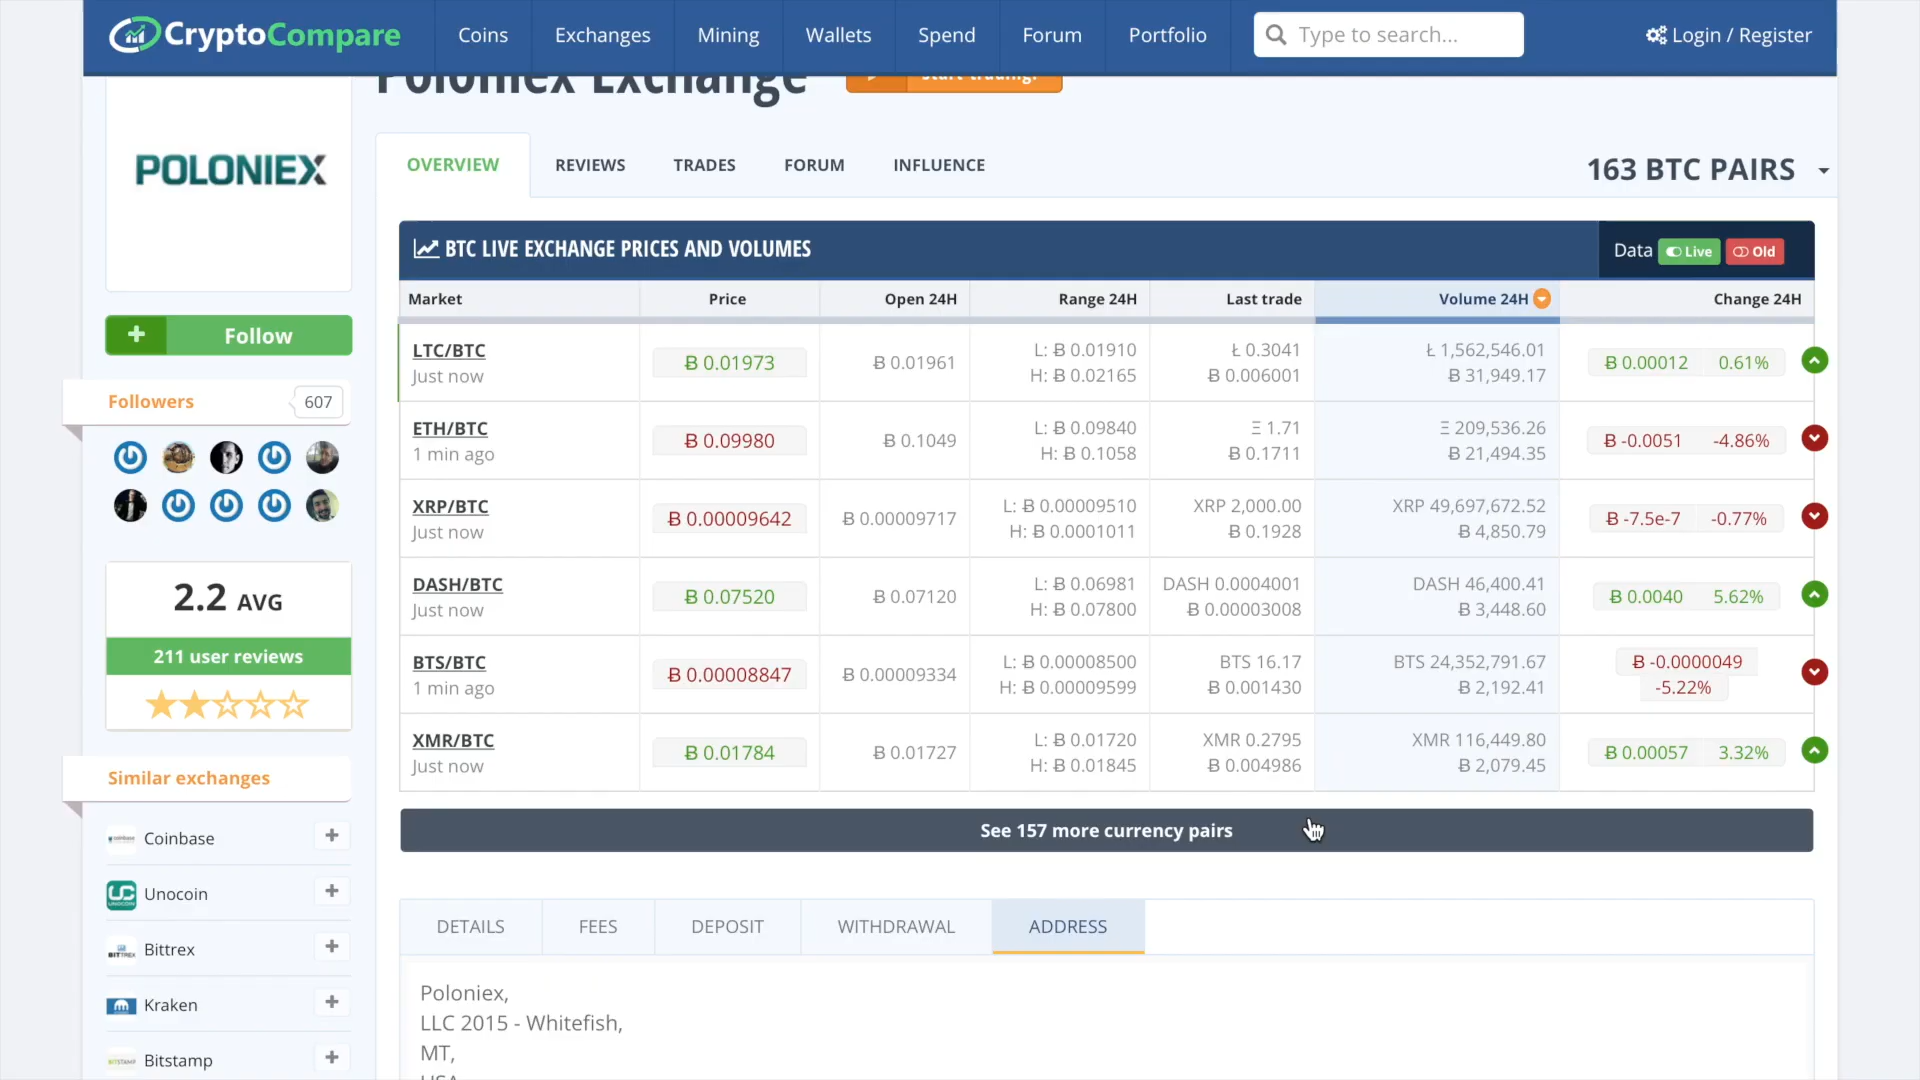 CryptoCompare
Coins
Exchanges
Mining
Wallets
Spend
Forum
Portfolio
Type to search...
Login / Register
Poloniex Exchange
Start trading!
POLONIEX
OVERVIEW
REVIEWS
TRADES
FORUM
INFLUENCE
163 BTC PAIRS
BTC LIVE EXCHANGE PRICES AND VOLUMES
Data Live Old
Market Price Open 24H Range 24H Last trade Volume 24H Change 24H
LTC/BTC
Just now
Ƀ 0.01973
Ƀ 0.01961
L: Ƀ 0.01910
H: Ƀ 0.02165
Ł 0.3041
Ƀ 0.006001
Ł 1,562,546.01
Ƀ 31,949.17
Ƀ 0.00012 0.61%
ETH/BTC
1 min ago
Ƀ 0.09980
Ƀ 0.1049
L: Ƀ 0.09840
H: Ƀ 0.1058
Ξ 1.71
Ƀ 0.1711
Ξ 209,536.26
Ƀ 21,494.35
Ƀ -0.0051 -4.86%
XRP/BTC
Just now
Ƀ 0.00009642
Ƀ 0.00009717
L: Ƀ 0.00009510
H: Ƀ 0.0001011
XRP 2,000.00
Ƀ 0.1928
XRP 49,697,672.52
Ƀ 4,850.79
Ƀ -7.5e-7 -0.77%
DASH/BTC
Just now
Ƀ 0.07520
Ƀ 0.07120
L: Ƀ 0.06981
H: Ƀ 0.07800
DASH 0.0004001
Ƀ 0.00003008
DASH 46,400.41
Ƀ 3,448.60
Ƀ 0.0040 5.62%
BTS/BTC
1 min ago
Ƀ 0.00008847
Ƀ 0.00009334
L: Ƀ 0.00008500
H: Ƀ 0.00009599
BTS 16.17
Ƀ 0.001430
BTS 24,352,791.67
Ƀ 2,192.41
Ƀ -0.0000049
-5.22%
XMR/BTC
Just now
Ƀ 0.01784
Ƀ 0.01727
L: Ƀ 0.01720
H: Ƀ 0.01845
XMR 0.2795
Ƀ 0.004986
XMR 116,449.80
Ƀ 2,079.45
Ƀ 0.00057 3.32%
See 157 more currency pairs
DETAILS
FEES
DEPOSIT
WITHDRAWAL
ADDRESS
Poloniex,
LLC 2015 - Whitefish,
MT,
USA
+ Follow
Followers 607
2.2 AVG
211 user reviews
Similar exchanges
Coinbase +
UNOCOIN
Unocoin +
BITTREX
Bittrex +
Kraken +
BITSTAMP
Bitstamp +